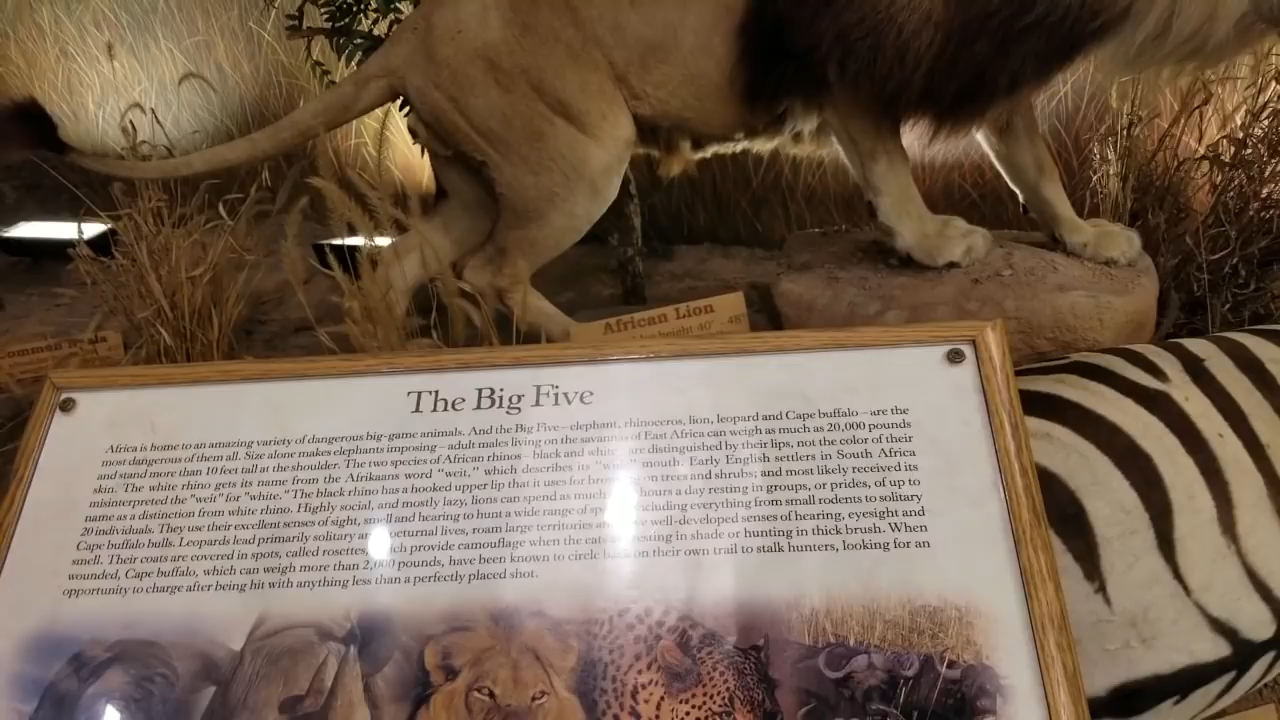 African Lion
height 40" - 48"
Common
The Big Five
Africa is home to an amazing variety of dangerous big-game animals. And the Big Five – elephant, rhinoceros, lion, leopard and Cape buffalo – are the
most dangerous of them all. Size alone makes elephants imposing – adult males living on the savannas of East Africa can weigh as much as 20,000 pounds
and stand more than 10 feet tall at the shoulder. The two species of African rhinos – black and white are distinguished by their lips, not the color of their
skin. The white rhino gets its name from the Afrikaans word "weit," which describes its mouth. Early English settlers in South Africa
misinterpreted the "weit" for "white." The black rhino has a hooked upper lip that it uses for on trees and shrubs; and most likely received its
name as a distinction from white rhino. Highly social, and mostly lazy, lions can spend as much hours a day resting in groups, or prides, of up to
20 individuals. They use their excellent senses of sight, smell and hearing to hunt a wide range of including everything from small rodents to solitary
Cape buffalo bulls. Leopards lead primarily solitary nocturnal lives, roam large territories well-developed senses of hearing, eyesight and
smell. Their coats are covered in spots, called rosettes, which provide camouflage when the cats resting in shade or hunting in thick brush. When
wounded, Cape buffalo, which can weigh more than 2,000 pounds, have been known to circle back on their own trail to stalk hunters, looking for an
opportunity to charge after being hit with anything less than a perfectly placed shot.